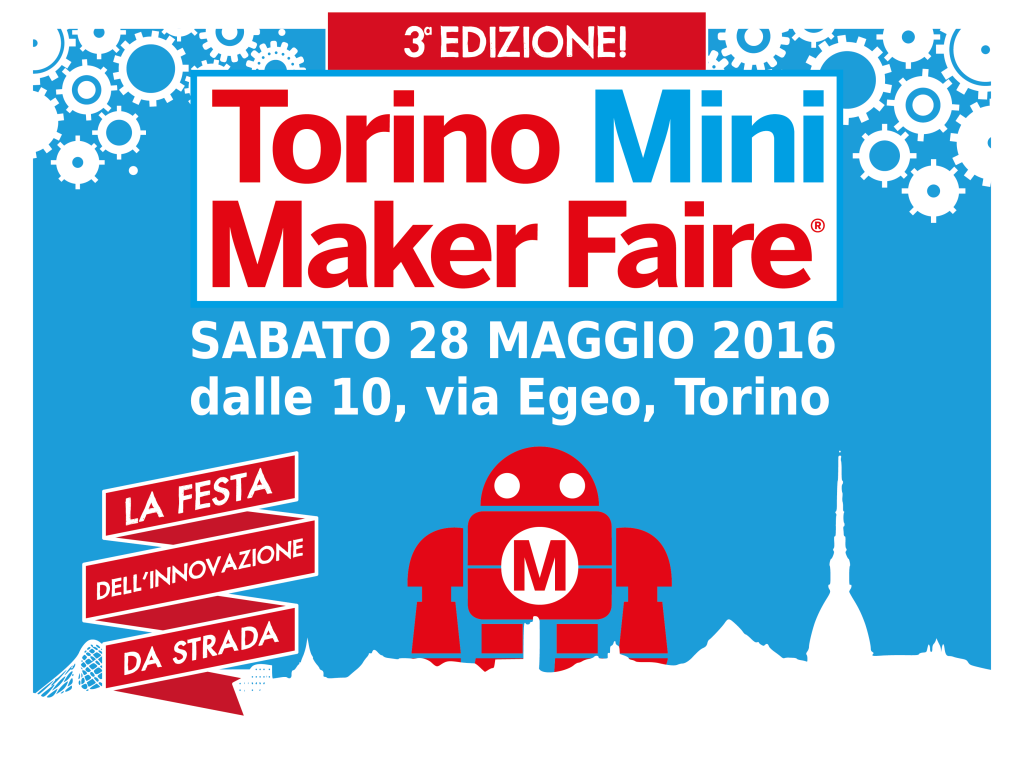 3ª EDIZIONE!
Torino Mini
Maker Faire®
SABATO 28 MAGGIO 2016
dalle 10, via Egeo, Torino
LA FESTA
DELL'INNOVAZIONE
DA STRADA
M